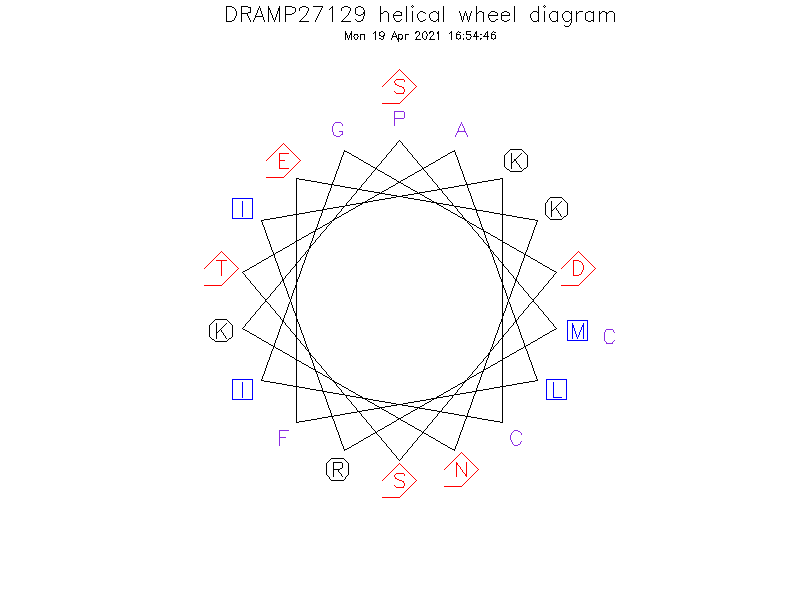 DRAMP27129 helical wheel diagram
Mon 19 Apr 2021 16:54:46
S
G P A
E K
I K
T D
K M C
I L
F C
R S N